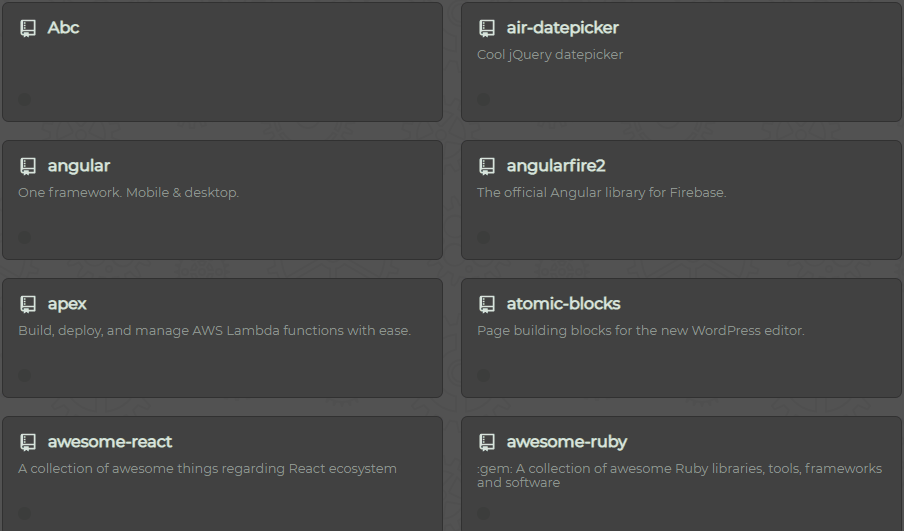 Abc
air-datepicker
Cool jQuery datepicker
angular
One framework. Mobile & desktop.
angularfire2
The official Angular library for Firebase.
apex
Build, deploy, and manage AWS Lambda functions with ease.
atomic-blocks
Page building blocks for the new WordPress editor.
awesome-react
A collection of awesome things regarding React ecosystem
awesome-ruby
:gem: A collection of awesome Ruby libraries, tools, frameworks
and software